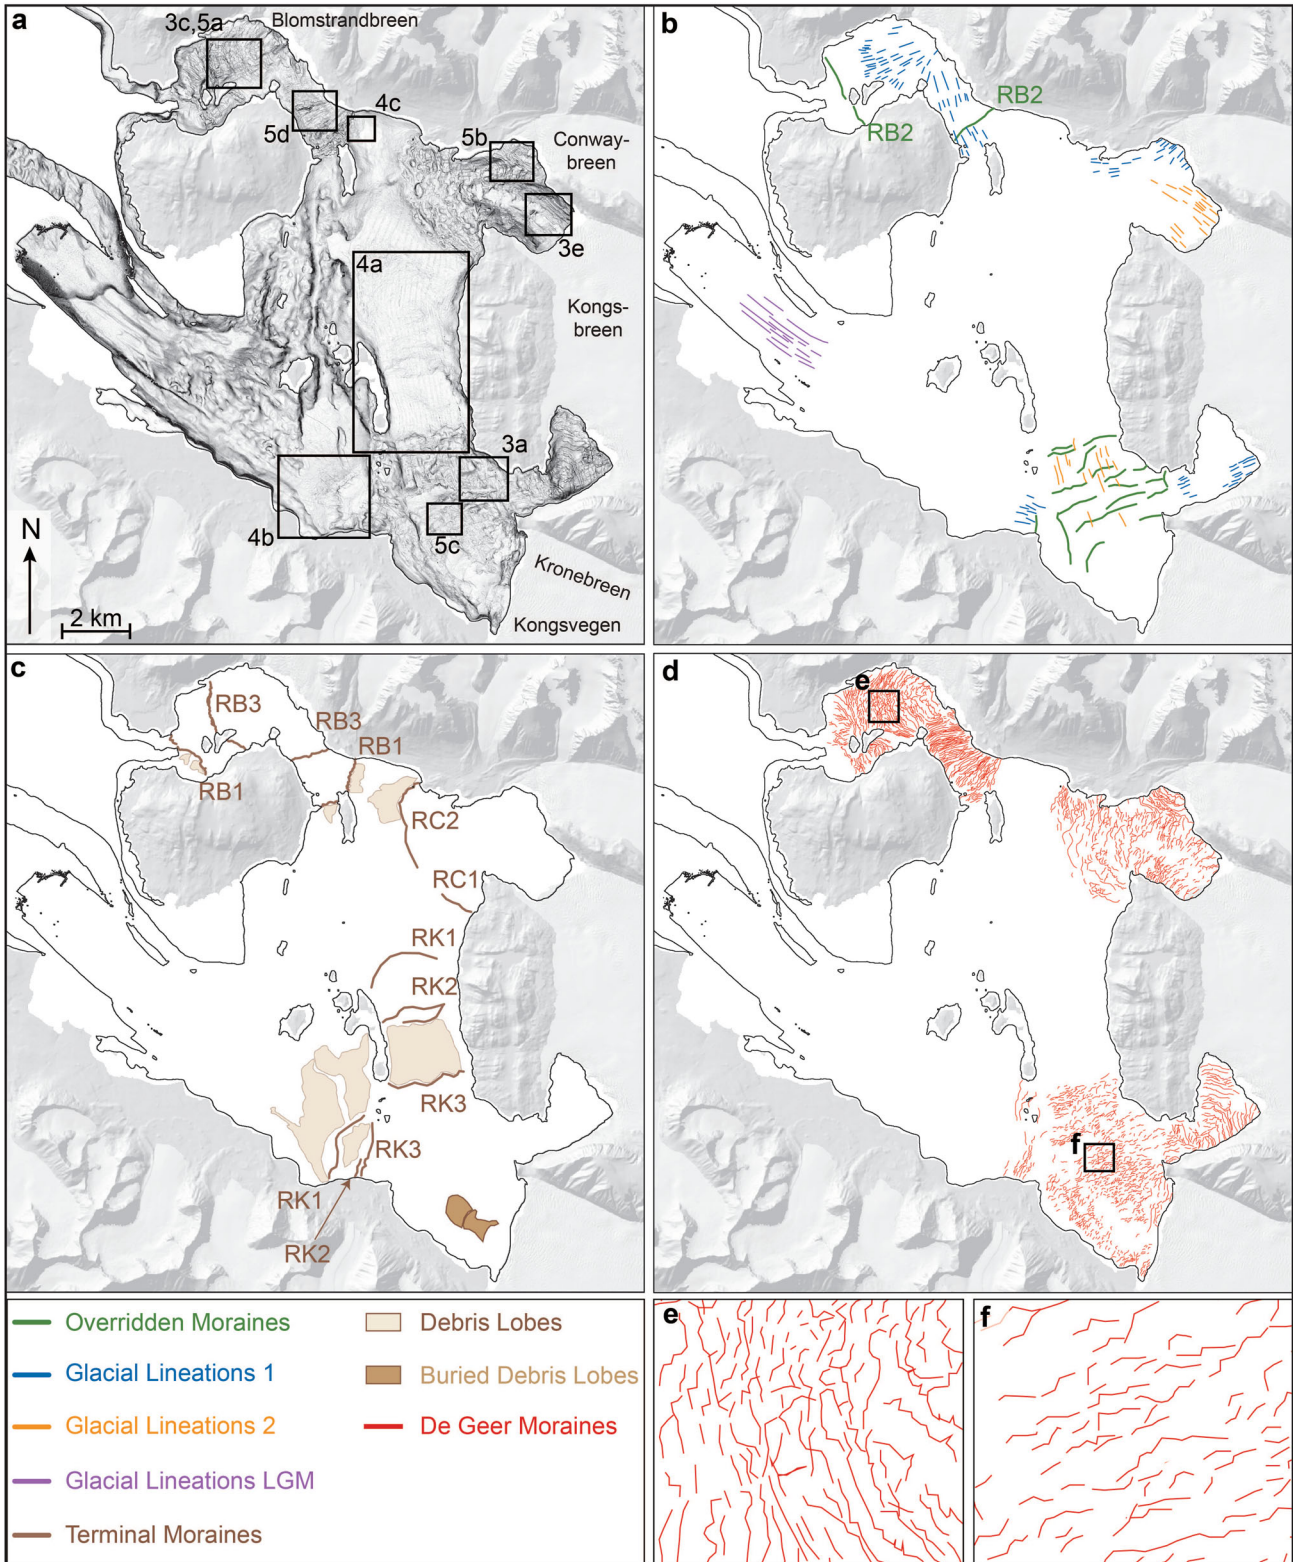 a
3c,5a
Blomstrandbreen
4c
5d
5b
Conway-
breen
3e
4a
Kongs-
breen
3a
4b
5c
N
2 km
Kronebreen
Kongsvegen
b
RB2
RB2
c
RB3
RB3
RB1
RB1
RC2
RC1
RK1
RK2
RK3
RK3
RK1
RK2
d
e
f
Overridden Moraines
Glacial Lineations 1
Glacial Lineations 2
Glacial Lineations LGM
Terminal Moraines
Debris Lobes
Buried Debris Lobes
De Geer Moraines
e
f